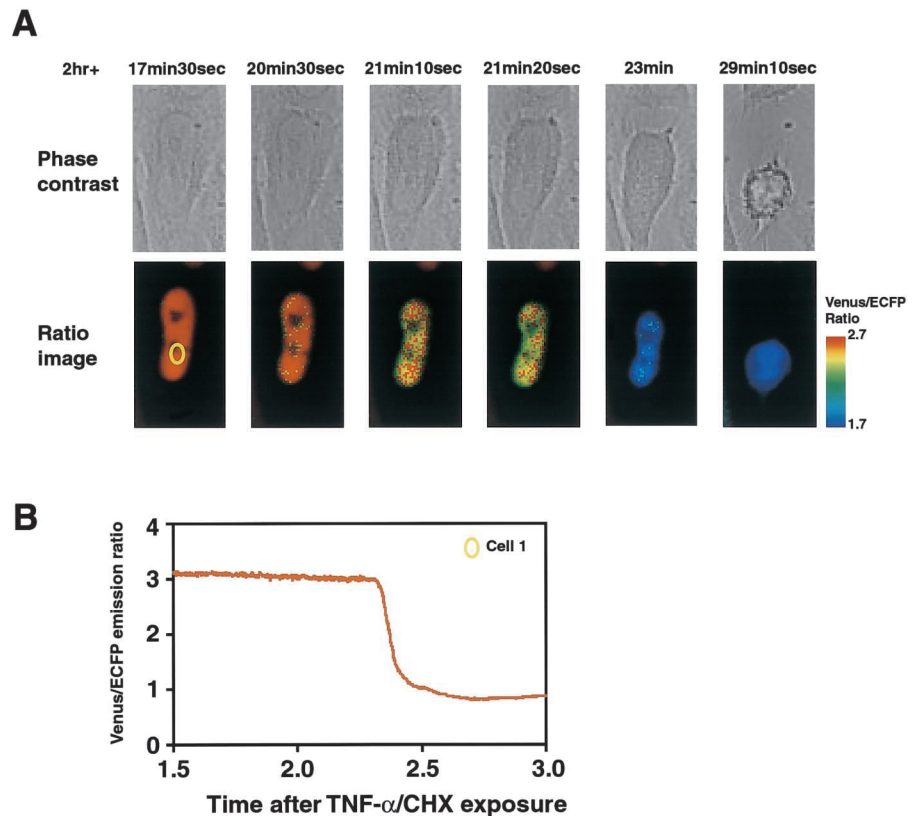 A
2hr+ 17min30sec 20min30sec 21min10sec 21min20sec 23min 29min10sec
Phase
contrast
Ratio
image
Venus/ECFP
Ratio
2.7
1.7
B
Venus/ECFP emission ratio
4
3
2
1
0
Cell 1
1.5 2.0 2.5 3.0
Time after TNF-α/CHX exposure